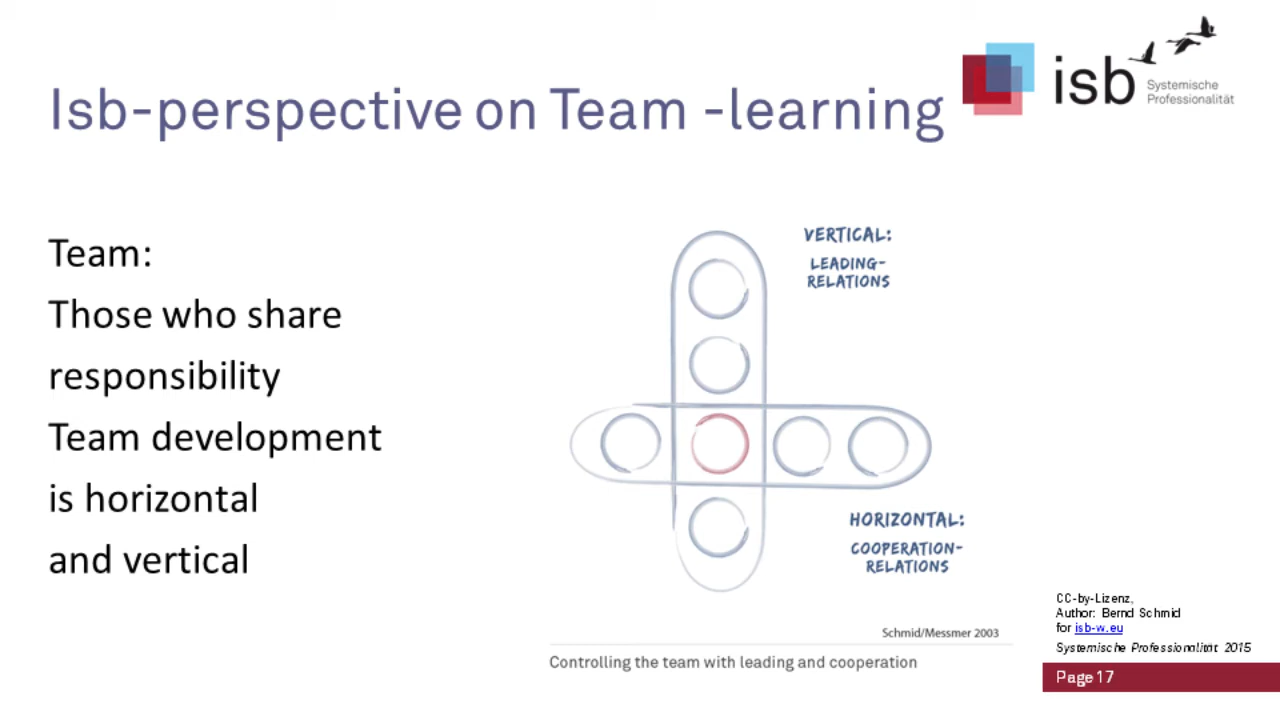 Isb-perspective on Team -learning
isb
Systemische
Professionalität
Team:
Those who share
responsibility
Team development
is horizontal
and vertical
VERTICAL:
LEADING-
RELATIONS
HORIZONTAL:
COOPERATION-
RELATIONS
Schmid/Messmer 2003
Controlling the team with leading and cooperation
CC-by-Lizenz,
Author: Bernd Schmid
for isb-w.eu
Systemische Professionalität 2015
Page 17